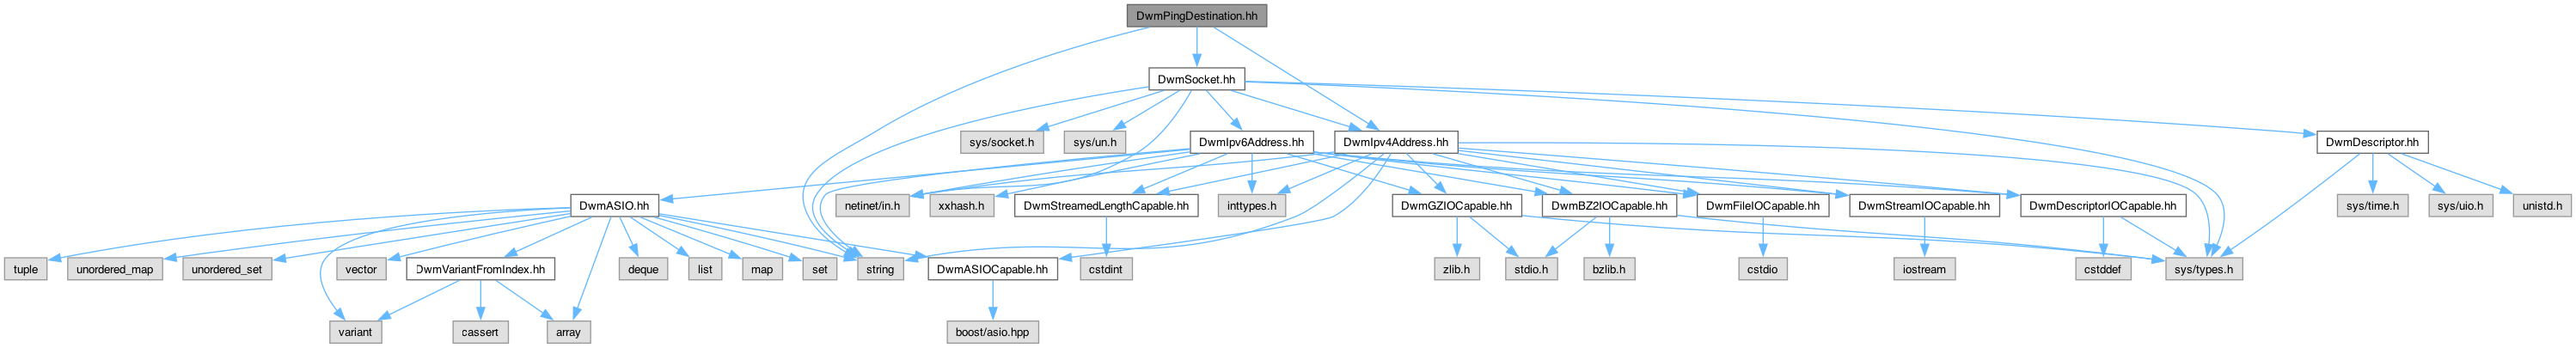 DwmPingDestination.hh
DwmSocket.hh
sys/socket.h
sys/un.h
DwmIpv6Address.hh
DwmIpv4Address.hh
DwmDescriptor.hh
DwmASIO.hh
netinet/in.h
xxhash.h
DwmStreamedLengthCapable.hh
inttypes.h
DwmGZIOCapable.hh
DwmBZ2IOCapable.hh
DwmFileIOCapable.hh
DwmStreamIOCapable.hh
DwmDescriptorIOCapable.hh
sys/time.h
sys/uio.h
unistd.h
tuple
unordered_map
unordered_set
vector
DwmVariantFromIndex.hh
deque
list
map
set
string
DwmASIOCapable.hh
cstdint
zlib.h
stdio.h
bzlib.h
cstdio
iostream
cstddef
sys/types.h
variant
cassert
array
boost/asio.hpp